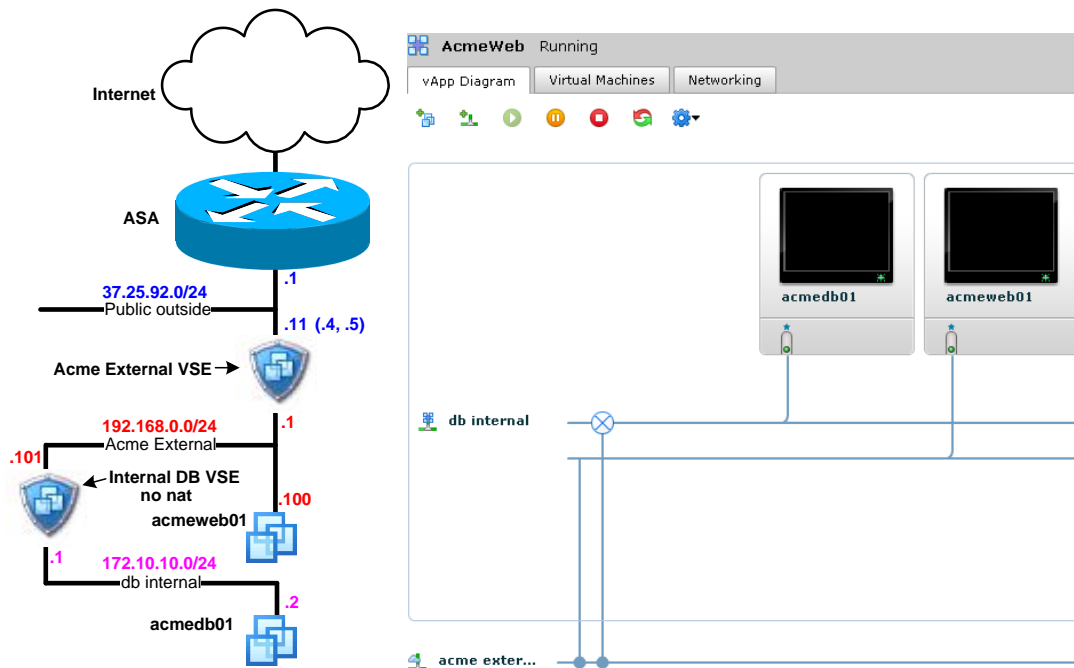 Internet
ASA
.1
37.25.92.0/24
Public outside
.11 (.4, .5)
Acme External VSE
192.168.0.0/24
.1
Acme External
.101
Internal DB VSE
no nat
.100
acmeweb01
.1
172.10.10.0/24
db internal
.2
acmedb01
AcmeWeb Running
vApp Diagram
Virtual Machines
Networking
acmedb01
acmeweb01
db internal
acme exter...